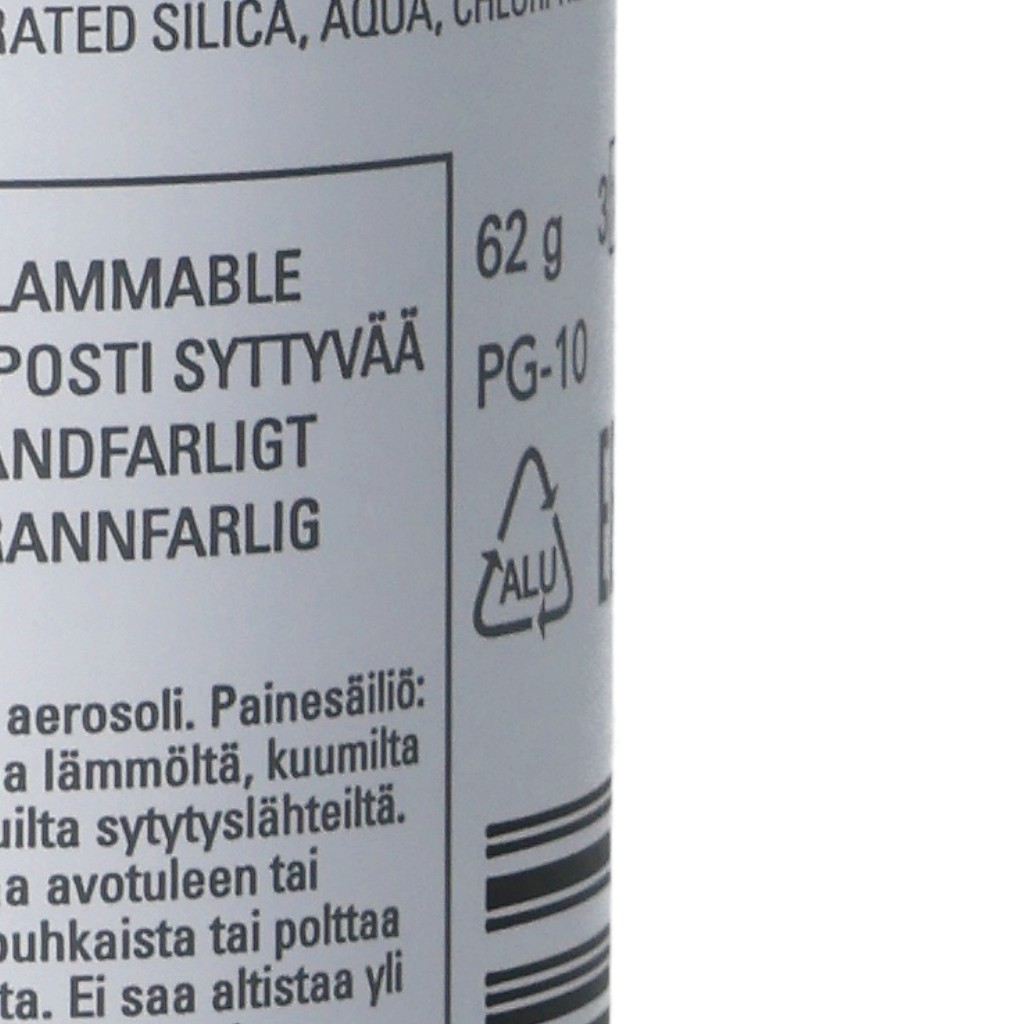 SILICA, AQUA,
62 g
PG-10
ALU
LAMMABLE
POSTI SYTTYVÄÄ
ANDFARLIGT
RANNFARLIG
aerosoli. Painesäiliö:
a lämmöltä, kuumilta
uilta sytytyslähteiltä.
a avotuleen tai
puhkaista tai polttaa
ta. Ei saa altistaa yli